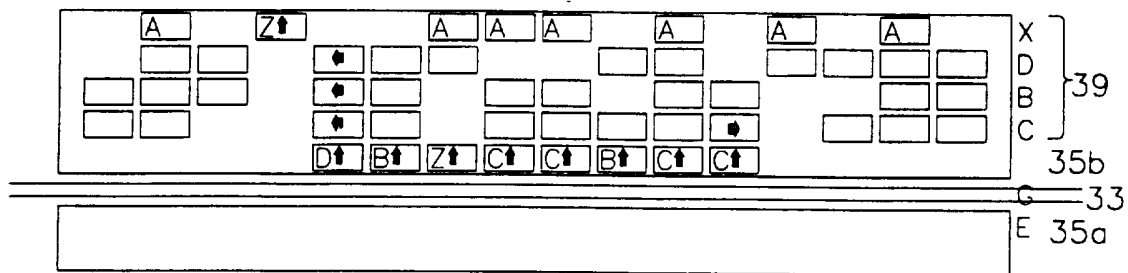 A Z⬆ A A A A A A X
⬅ D
⬅ B 39
⬅ ➡ C
D⬆ B⬆ Z⬆ C⬆ C⬆ B⬆ C⬆ C⬆ 35b
G 33
E 35a